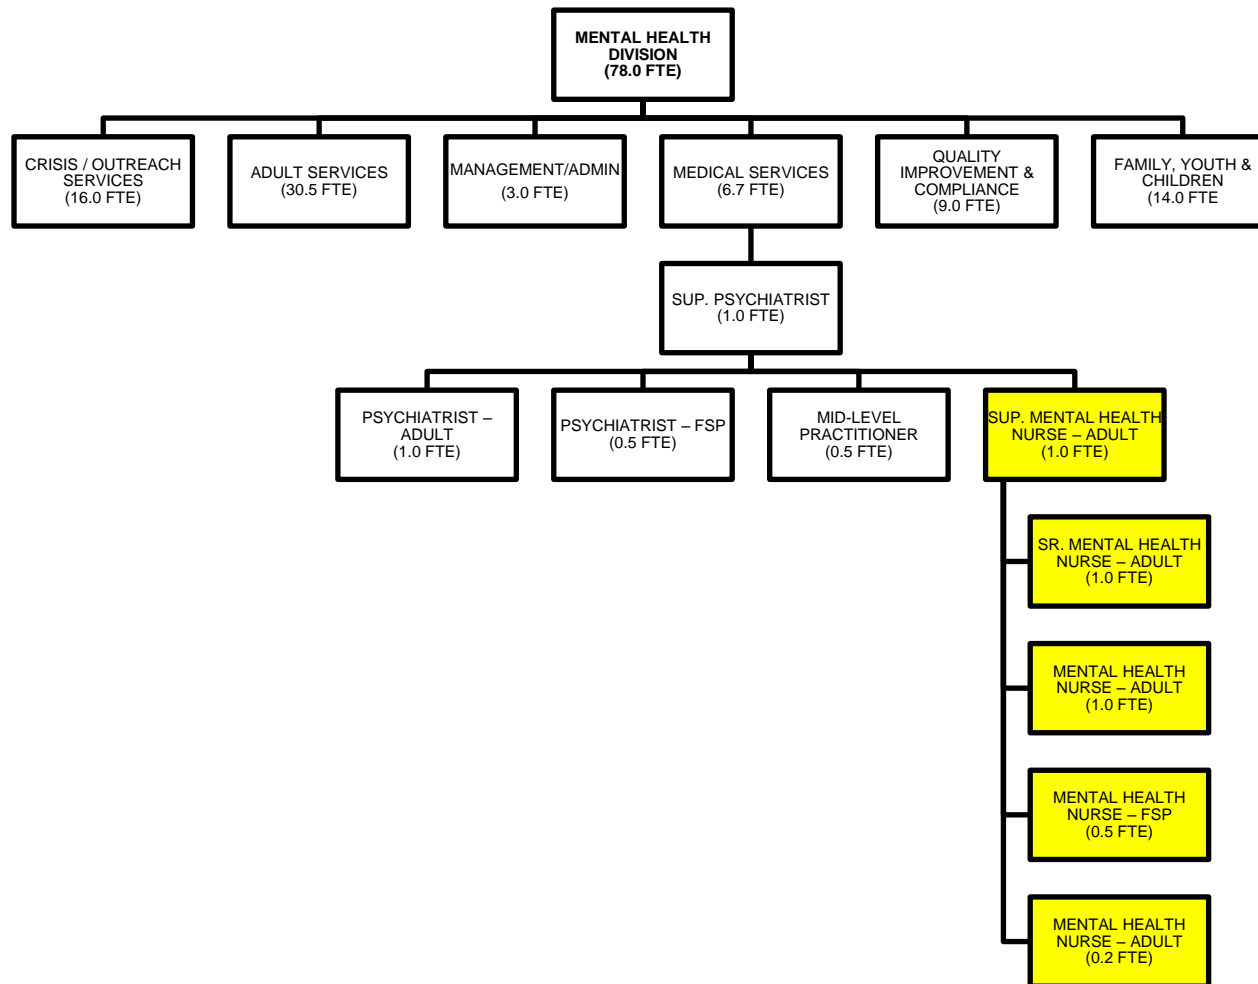 MENTAL HEALTH
DIVISION
(78.0 FTE)
CRISIS / OUTREACH
SERVICES
(16.0 FTE)
ADULT SERVICES
(30.5 FTE)
MANAGEMENT/ADMIN
(3.0 FTE)
MEDICAL SERVICES
(6.7 FTE)
QUALITY
IMPROVEMENT &
COMPLIANCE
(9.0 FTE)
FAMILY, YOUTH &
CHILDREN
(14.0 FTE
SUP. PSYCHIATRIST
(1.0 FTE)
PSYCHIATRIST –
ADULT
(1.0 FTE)
PSYCHIATRIST – FSP
(0.5 FTE)
MID-LEVEL
PRACTITIONER
(0.5 FTE)
SUP. MENTAL HEALTH
NURSE – ADULT
(1.0 FTE)
SR. MENTAL HEALTH
NURSE – ADULT
(1.0 FTE)
MENTAL HEALTH
NURSE – ADULT
(1.0 FTE)
MENTAL HEALTH
NURSE – FSP
(0.5 FTE)
MENTAL HEALTH
NURSE – ADULT
(0.2 FTE)